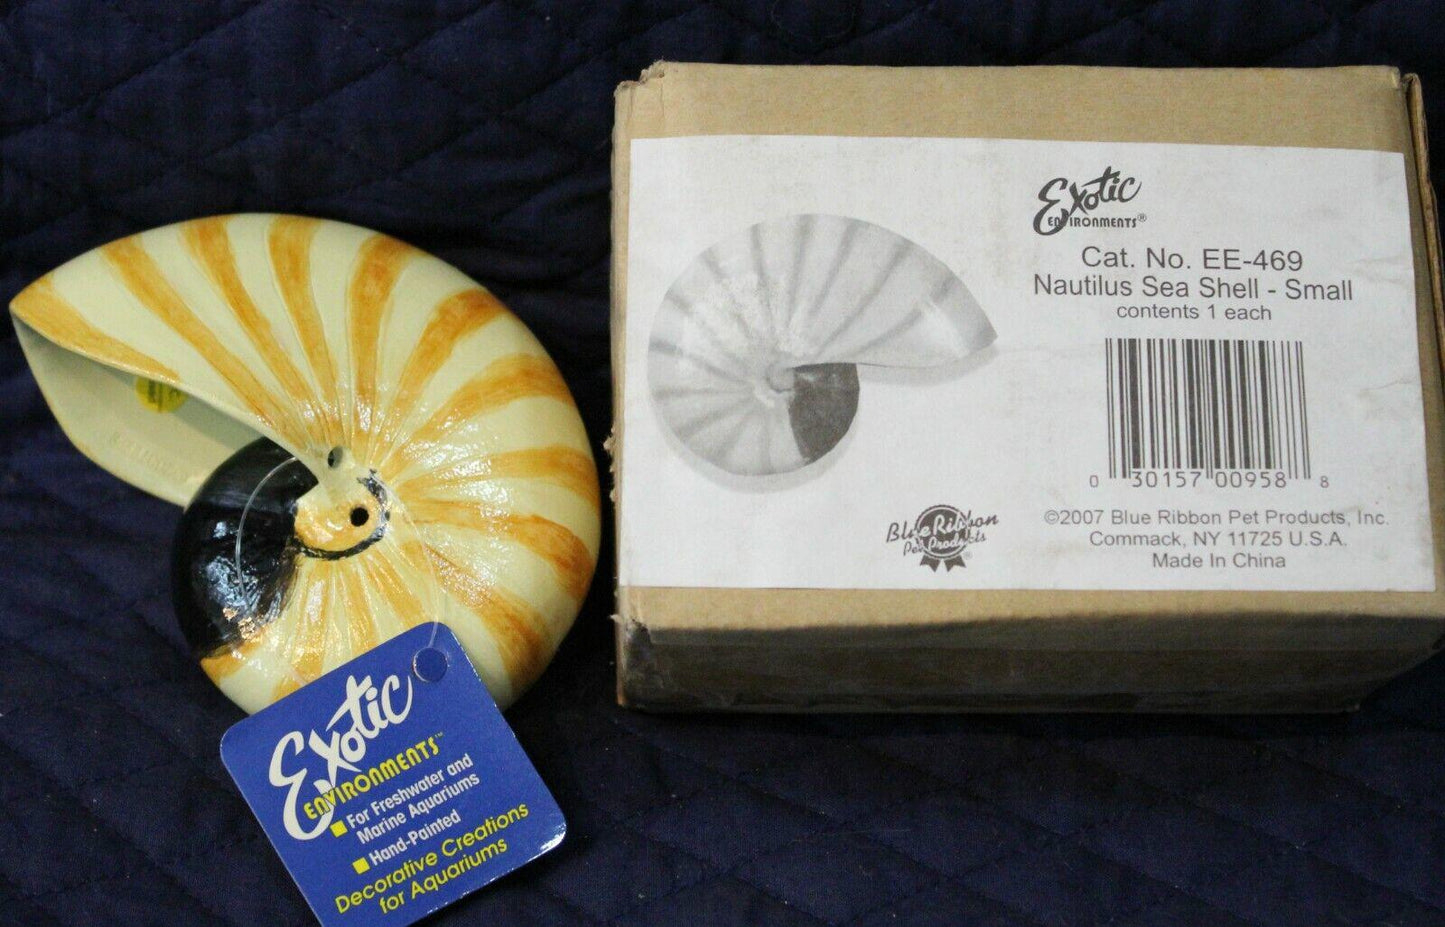 Exotic
ENVIRONMENTS™
For Freshwater and
Marine Aquariums
Hand-Painted
Decorative Creations
for Aquariums
Exotic
ENVIRONMENTS®
Cat. No. EE-469
Nautilus Sea Shell - Small
contents 1 each
0 30157 00958 8
Blue Ribbon
Pet Products®
©2007 Blue Ribbon Pet Products, Inc.
Commack, NY 11725 U.S.A.
Made In China